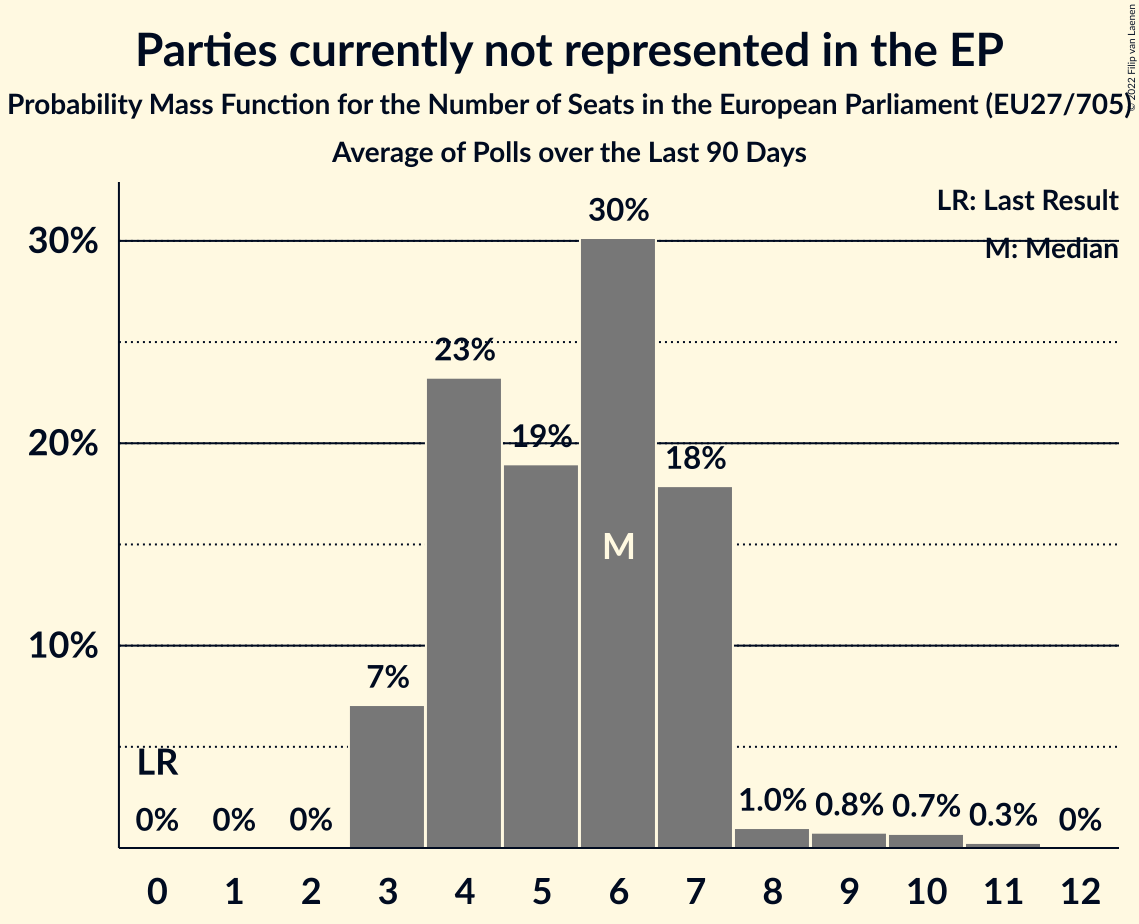 Parties currently not represented in the EP
Probability Mass Function for the Number of Seats in the European Parliament (EU27/705)
Average of Polls over the Last 90 Days
© 2022 Filip van Laenen
LR: Last Result
M: Median
30%
20%
10%
LR
0%
0%
0%
7%
23%
19%
30%
M
18%
1.0%
0.8%
0.7%
0.3%
0%
0 1 2 3 4 5 6 7 8 9 10 11 12